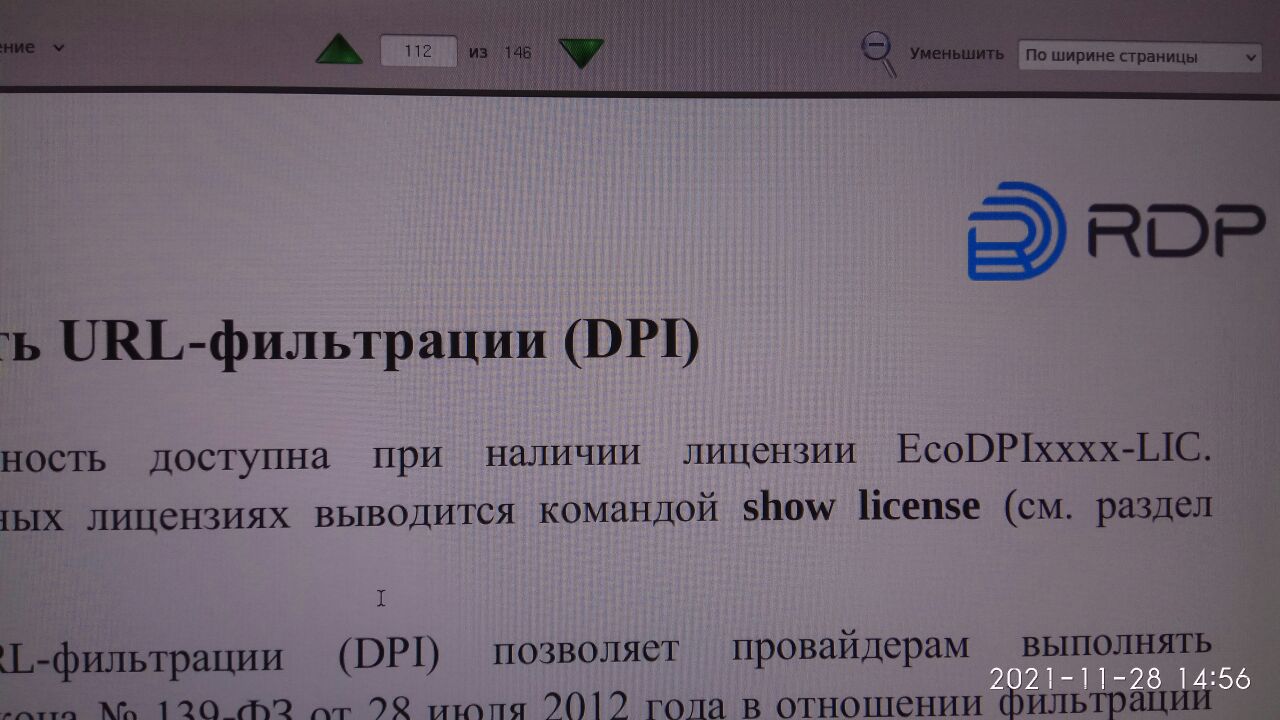 ение
112 из 146
Уменьшить По ширине страницы
RDP
ть URL-фильтрации (DPI)
ность доступна при наличии лицензии EcoDPIxxxx-LIC.
ных лицензиях выводится командой show license (см. раздел
RL-фильтрации (DPI) позволяет провайдерам выполнять
кона № 139-ФЗ от 28 июля 2012 года в отношении фильтрации
2021-11-28 14:56